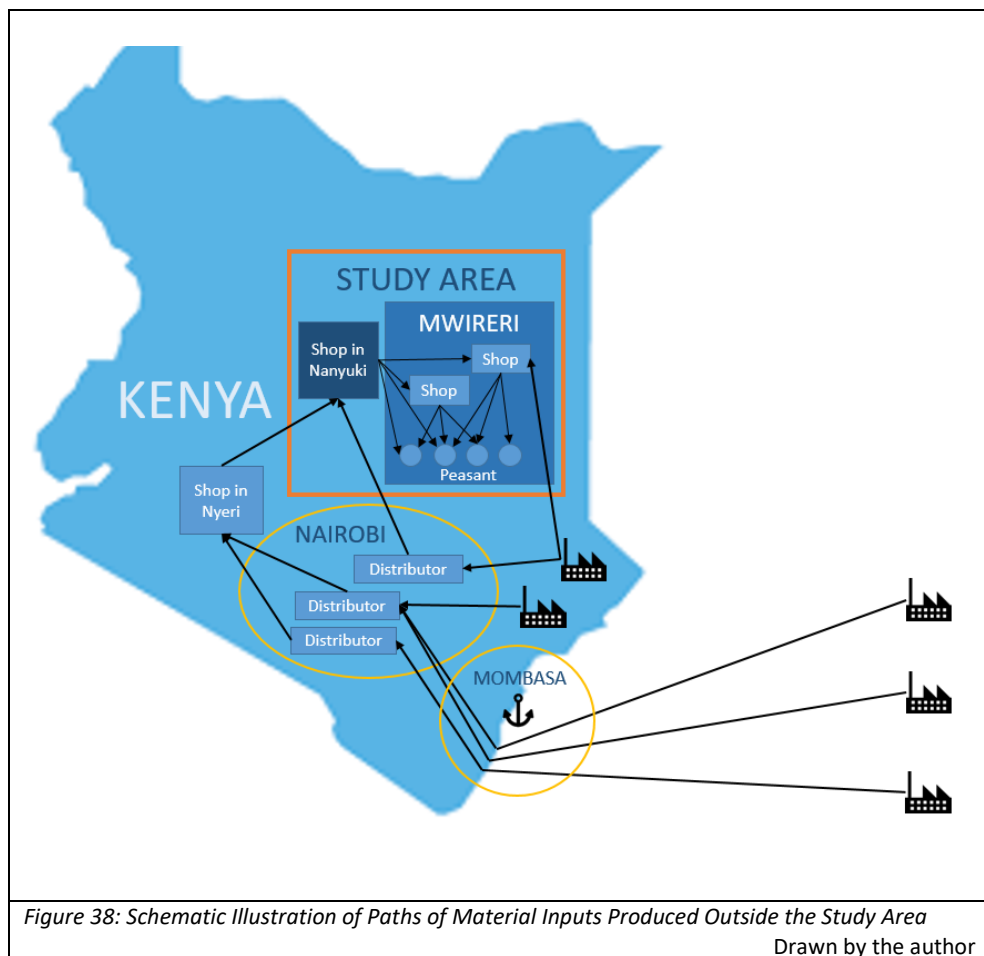 STUDY AREA
MWIRERI
Shop in
Nanyuki
Shop
Shop
KENYA
Peasant
Shop in
Nyeri
NAIROBI
Distributor
Distributor
Distributor
MOMBASA
Figure 38: Schematic Illustration of Paths of Material Inputs Produced Outside the Study Area
Drawn by the author